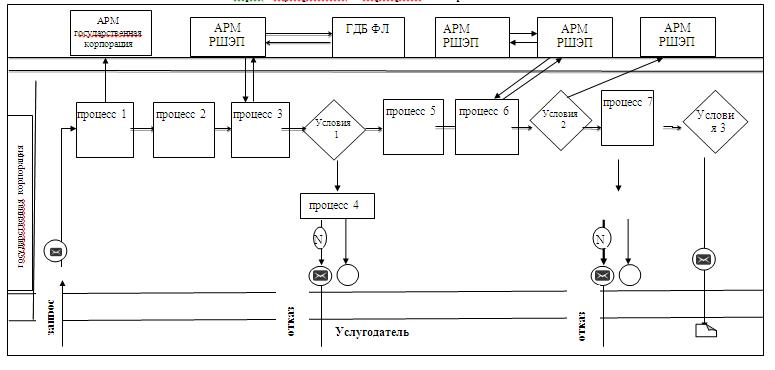 АРМ
государственная
корпорация
АРМ
РШЭП
ГДБ ФЛ
АРМ
РШЭП
АРМ
РШЭП
АРМ
РШЭП
государственная корпорация
процесс 1
процесс 2
процесс 3
Условия
1
процесс 5
процесс 6
Условия
2
процесс 7
Услови
я 3
процесс 4
N
N
запрос
отказ
Услугодатель
отказ